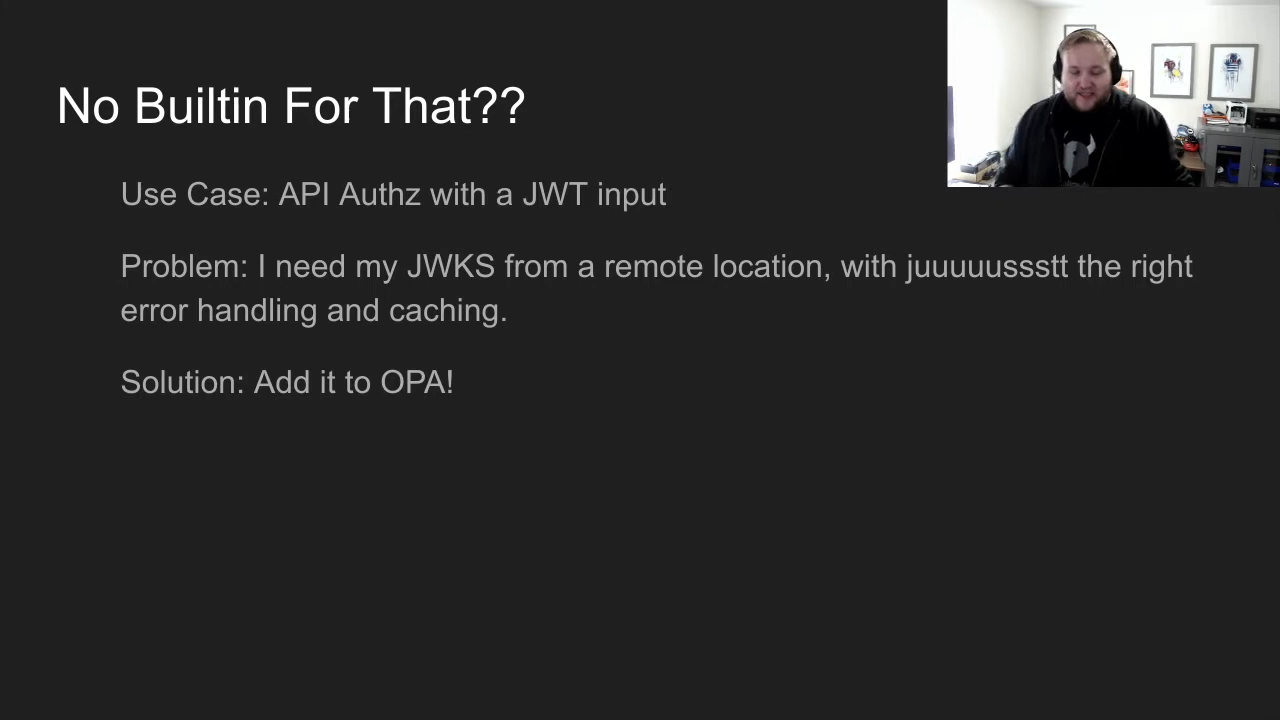 No Builtin For That??
Use Case: API Authz with a JWT input
Problem: I need my JWKS from a remote location, with juuuuussstt the right
error handling and caching.
Solution: Add it to OPA!